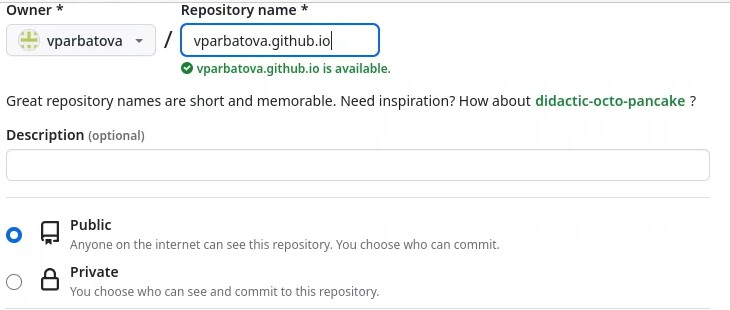 Owner * Repository name *
vparbatova / vparbatova.github.io
vparbatova.github.io is available.
Great repository names are short and memorable. Need inspiration? How about didactic-octo-pancake ?
Description (optional)
Public
Anyone on the internet can see this repository. You choose who can commit.
Private
You choose who can see and commit to this repository.